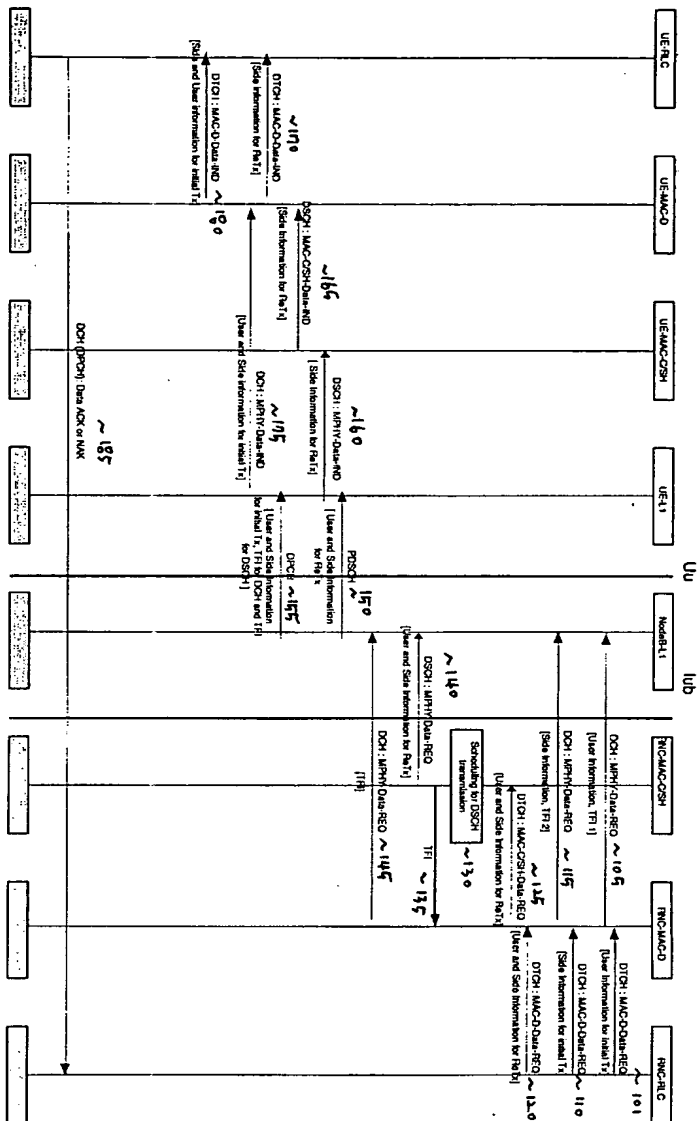 UE-RLC
UE-MAC-D
UE-MAC-C/SH
UE-L1
Uu
NodeB-L1
Iub
RNC-MAC-C/SH
RNC-MAC-D
RNC-RLC
DTCH : MAC-D-Data-REQ ~101
[User Information for initial Tx]
DCH : MPHY-Data-REQ ~105
[User Information, TFI 1]
DTCH : MAC-D-Data-REQ ~110
[Side Information for initial Tx]
DCH : MPHY-Data-REQ ~115
[Side Information, TFI 2]
DTCH : MAC-D-Data-REQ ~120
[User and Side Information for ReTx]
DTCH : MAC-C/SH-Data-REQ ~125
[User and Side Information for ReTx]
Scheduling for DSCH
transmission
~130
TFI ~135
DSCH : MPHY-Data-REQ ~140
[User and Side Information for ReTx]
DCH : MPHY-Data-REQ ~145
[TFI]
PDSCH ~150
[User and Side Information
for ReTx]
DPCH ~155
[User and Side Information
for initial Tx, TFI for DCH and TFI
for DSCH]
~160
DSCH : MPHY-Data-IND
[Side Information for ReTx]
~165
DSCH : MAC-C/SH-Data-IND
[Side Information for ReTx]
~170
DTCH : MAC-D-Data-IND
[Side Information for ReTx]
~175
DCH : MPHY-Data-IND
[User and Side Information for initial Tx]
DTCH : MAC-D-Data-IND ~180
[Side and User information for initial Tx]
DCH (DPCH) : Data ACK or NAK ~185